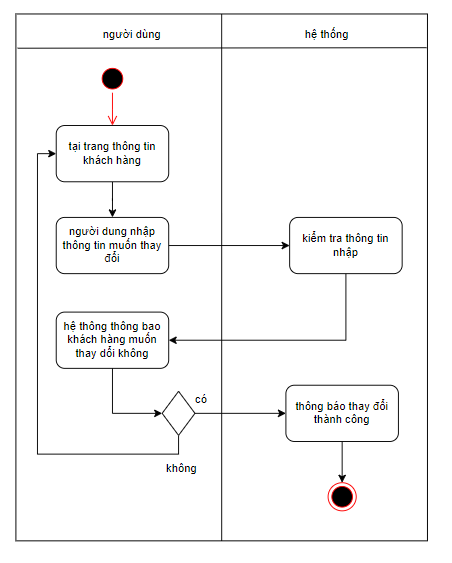 người dùng
hệ thống
tại trang thông tin
khách hàng
người dung nhập
thông tin muốn thay
đổi
kiểm tra thông tin
nhập
hệ thông thông bao
khách hàng muốn
thay dổi không
có
thông báo thay đổi
thành công
không